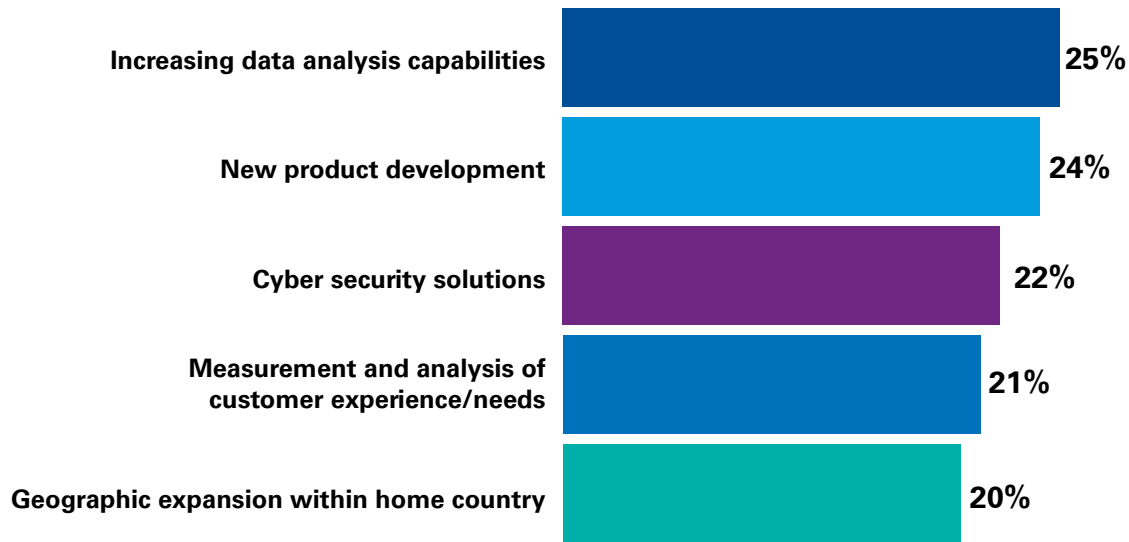 Increasing data analysis capabilities 25%
New product development 24%
Cyber security solutions 22%
Measurement and analysis of
customer experience/needs 21%
Geographic expansion within home country 20%